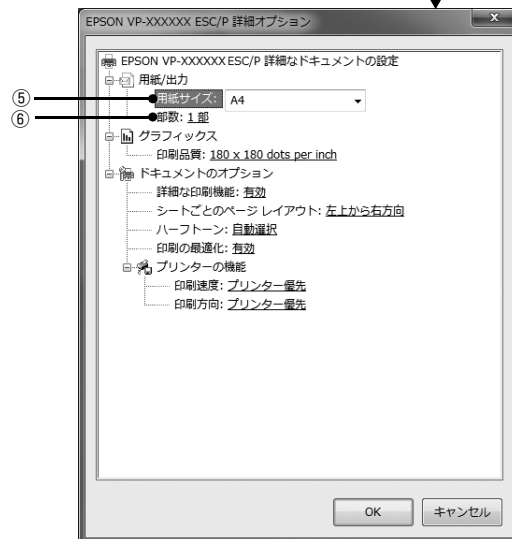 EPSON VP-XXXXXX ESC/P 詳細オプション
x
EPSON VP-XXXXXX ESC/P 詳細なドキュメントの設定
用紙/出力
⑤ 用紙サイズ: A4
⑥ 部数: 1 部
グラフィックス
印刷品質: 180 x 180 dots per inch
ドキュメントのオプション
詳細な印刷機能: 有効
シートごとのページ レイアウト: 左上から右方向
ハーフトーン: 自動選択
印刷の最適化: 有効
プリンターの機能
印刷速度: プリンター優先
印刷方向: プリンター優先
OK キャンセル